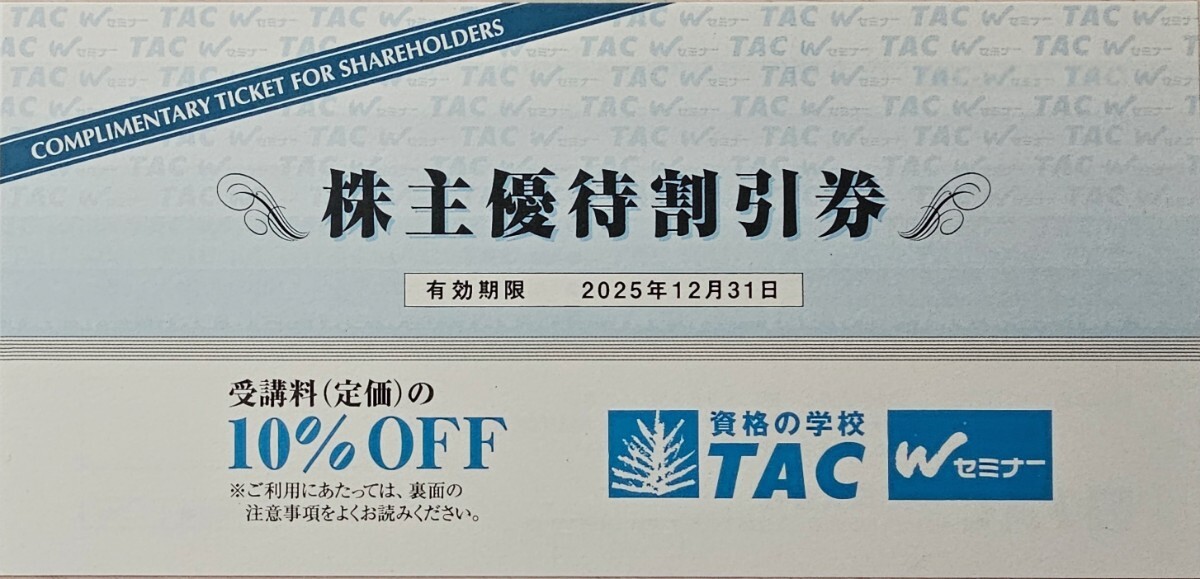 COMPLIMENTARY TICKET FOR SHAREHOLDERS
株主優待割引券
有効期限 2025年12月31日
受講料(定価)の
10%OFF
※ご利用にあたっては、裏面の
注意事項をよくお読みください。
資格の学校
TAC
Wセミナー